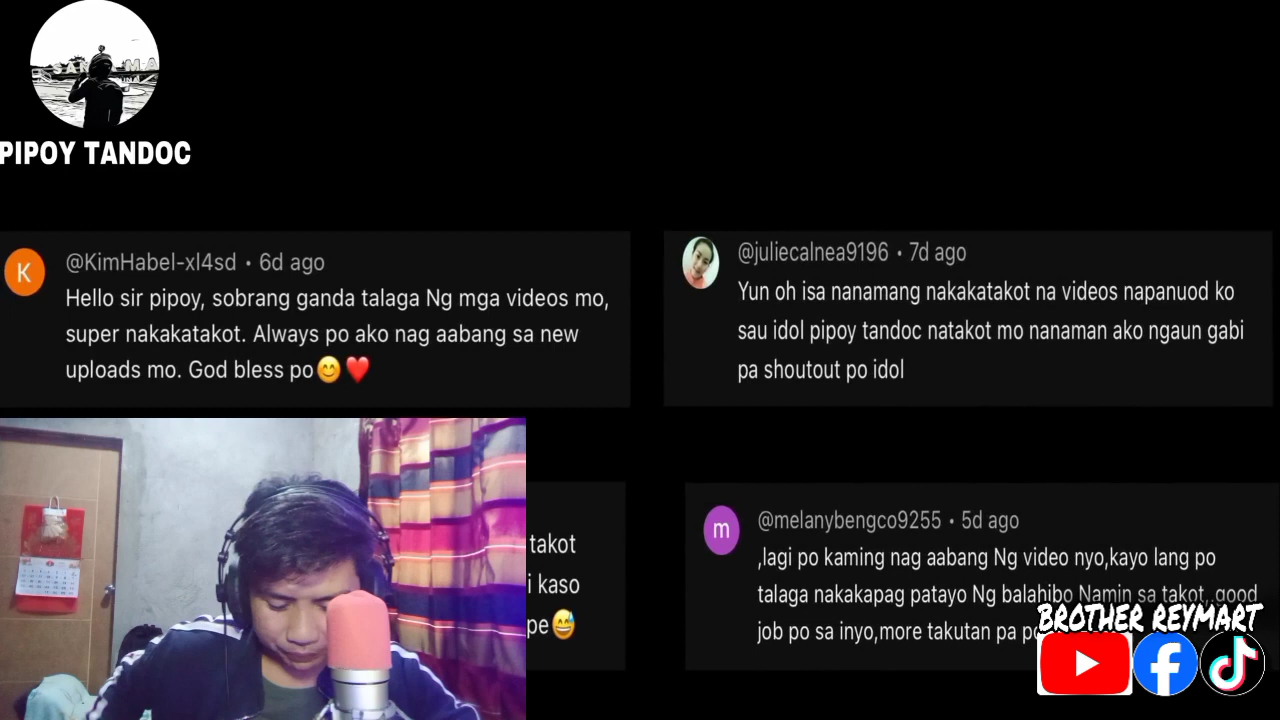 PIPOY TANDOC
@KimHabel-xl4sd • 6d ago
Hello sir pipoy, sobrang ganda talaga Ng mga videos mo,
super nakakatakot. Always po ako nag aabang sa new
uploads mo. God bless po😊❤️
@juliecalnea9196 • 7d ago
Yun oh isa nanamang nakakatakot na videos napanuod ko
sau idol pipoy tandoc natakot mo nanaman ako ngaun gabi
pa shoutout po idol
takot
i kaso
pe😅
@melanybengco9255 • 5d ago
,lagi po kaming nag aabang Ng video nyo,kayo lang po
talaga nakakapag patayo Ng balahibo Namin sa takot,.good
job po sa inyo,more takutan pa
K
m
BROTHER REYMART